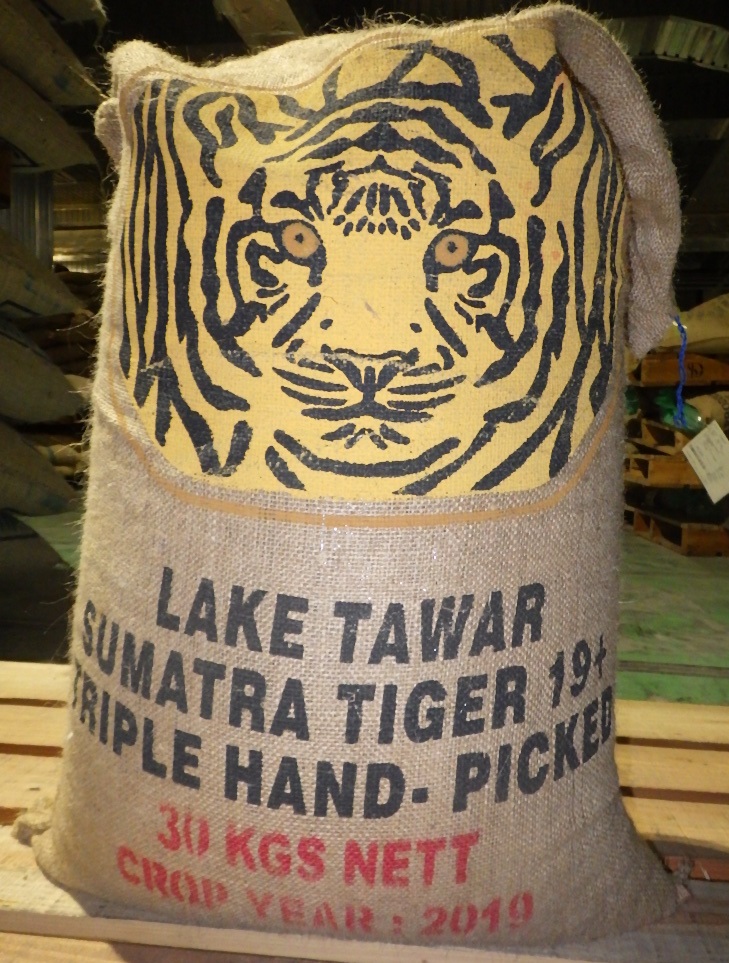 LAKE TAWAR
SUMATRA TIGER 19+
TRIPLE HAND- PICKED
30 KGS NETT
CROP YEAR : 2019